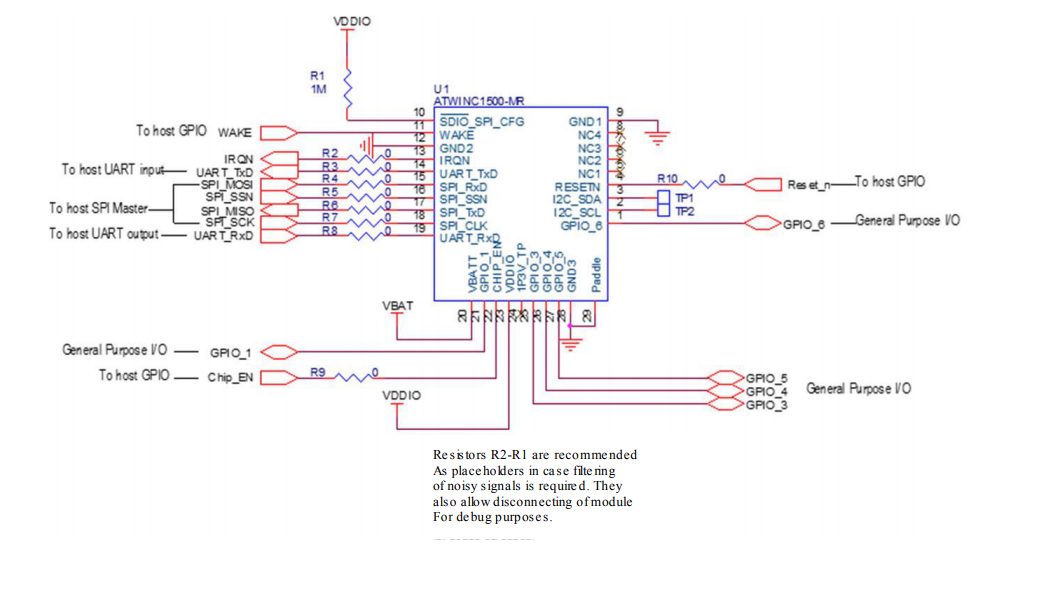 VDDIO
R1
1M
U1
ATWINC1500-MR
To host GPIO WAKE
To host UART input
IRQN
UART_TxD
SPI_MOSI
SPI_SSN
To host SPI Master
SPI_MISO
SPI_SCK
To host UART output
UART_RxD
R2 0
R3 0
R4 0
R5 0
R6 0
R7 0
R8 0
10 SDIO_SPI_CFG
11 WAKE
12 GND2
13 IRQN
14 UART_TxD
15 SPI_RxD
16 SPI_SSN
17 SPI_TxD
18 SPI_CLK
19 UART_RxD
GND1 9
NC4 8
NC3
NC2
NC1
RESETN 4
I2C_SDA 3
I2C_SCL 2
GPIO_6 1
R10 0
Reset_n To host GPIO
TP1
TP2
GPIO_6 General Purpose I/O
VBATT
GPIO_1
CHIP_EN
VDDIO
1P3V_TP
GPIO_3
GPIO_4
GPIO_5
GND3
Paddle
20
21
22
23
24
25
26
27
28
29
VBAT
General Purpose I/O GPIO_1
To host GPIO Chip_EN
R9 0
VDDIO
GPIO_5
GPIO_4
GPIO_3
General Purpose I/O
Resistors R2-R1 are recommended
As placeholders in case filtering
of noisy signals is required. They
also allow disconnecting of module
For debug purposes.